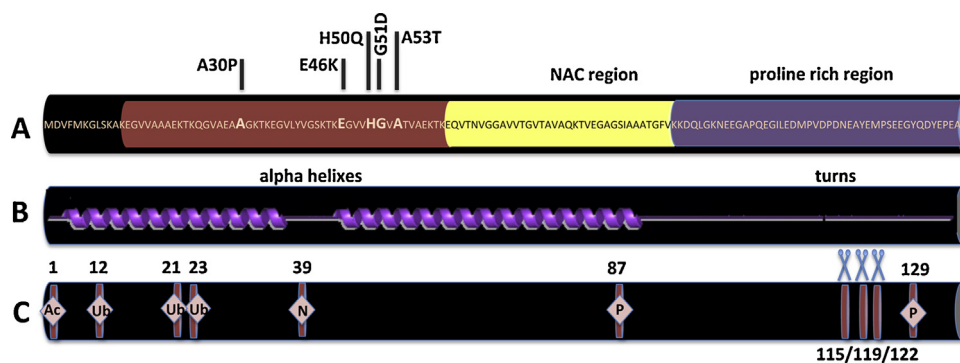 H50Q G51D A53T
A30P E46K NAC region proline rich region
A MDVFMKGLSKAKEGVVAAAEKTKQGVAEAAGKTKEGVLYVGSKTKEGVVHGVATVAEKTKEQVTNVGGAVVTGVTAVAQKTVEGAGSIAAATGFVKKDQLGKNEEGAPQEGILEDMPVDPDNEAYEMPSEEGYQDYEPEA
alpha helixes turns
B
1 12 21 23 39 87 129
C Ac Ub Ub Ub N P P
115/119/122